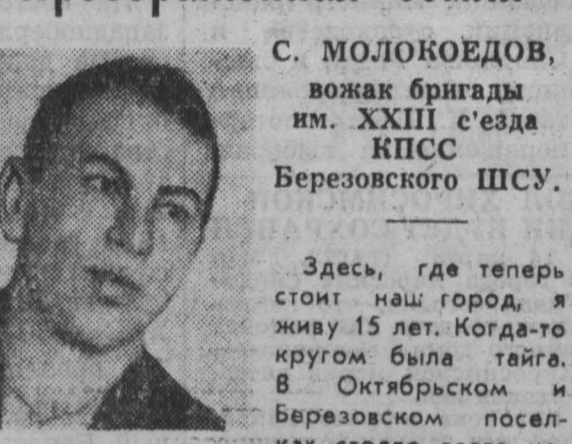 С. МОЛОКОЕДОВ,
вожак бригады
им. XXIII с'езда
КПСС
Березовского ШСУ.
Здесь, где теперь
стоит наш город, я
живу 15 лет. Когда-то
кругом была тайга.
В Октябрьском и
Березовском посел-